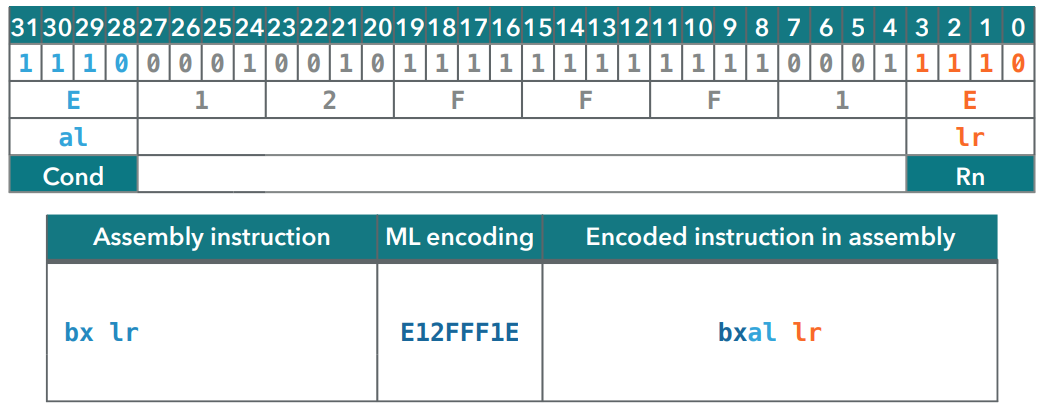 31 30 29 28 27 26 25 24 23 22 21 20 19 18 17 16 15 14 13 12 11 10 9 8 7 6 5 4 3 2 1 0
1 1 1 0 0 0 0 1 0 0 1 0 1 1 1 1 1 1 1 1 1 1 1 1 0 0 0 1 1 1 1 0
E 1 2 F F F 1 E
al lr
Cond Rn
Assembly instruction ML encoding Encoded instruction in assembly
bx lr E12FFF1E bxal lr